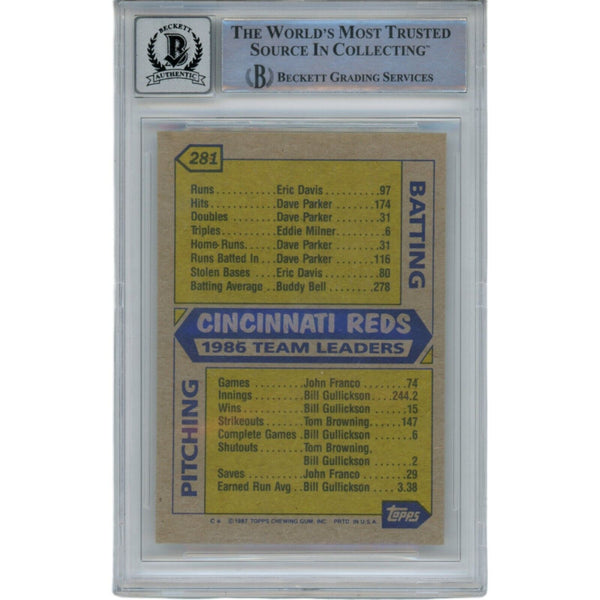 BECKETT
B
AUTHENTIC
THE WORLD'S MOST TRUSTED
SOURCE IN COLLECTING™
B BECKETT GRADING SERVICES
281
BATTING
Runs..........Eric Davis........97
Hits...........Dave Parker......174
Doubles.......Dave Parker.......31
Triples........Eddie Milner........6
Home Runs....Dave Parker.......31
Runs Batted In...Dave Parker......116
Stolen Bases...Eric Davis........80
Batting Average..Buddy Bell......278
CINCINNATI REDS
1986 TEAM LEADERS
PITCHING
Games.........John Franco....74
Innings.........Bill Gullickson...244.2
Wins...........Bill Gullickson....15
Strikeouts......Tom Browning...147
Complete Games.Bill Gullickson.....6
Shutouts.......Tom Browning,
Bill Gullickson.....2
Saves..........John Franco.....29
Earned Run Avg..Bill Gullickson...3.38
topps
©1987 TOPPS CHEWING GUM, INC. PRTD. IN U.S.A.